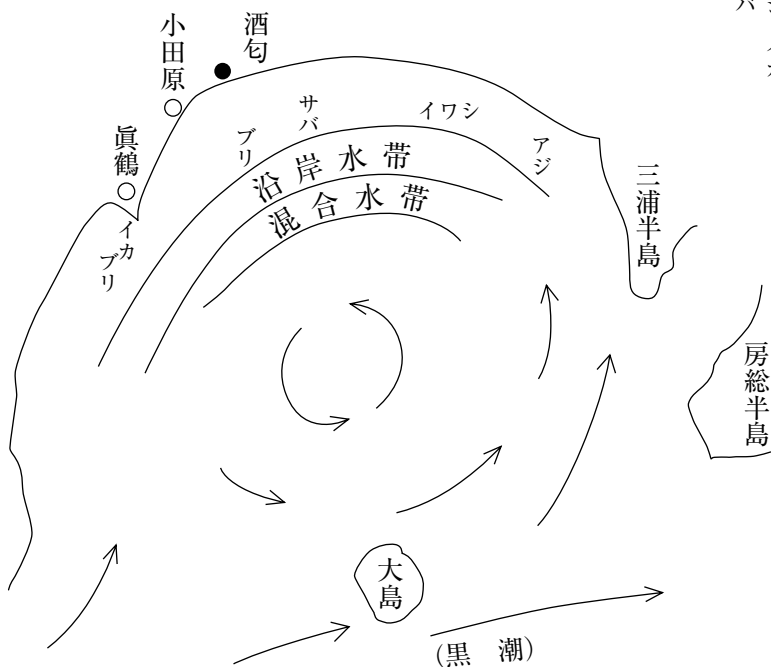 酒匂
小田原
眞鶴
ブリ
サバ
イワシ
アジ
沿岸水帯
混合水帯
イカ
ブリ
三浦半島
房総半島
大島
(黒潮)